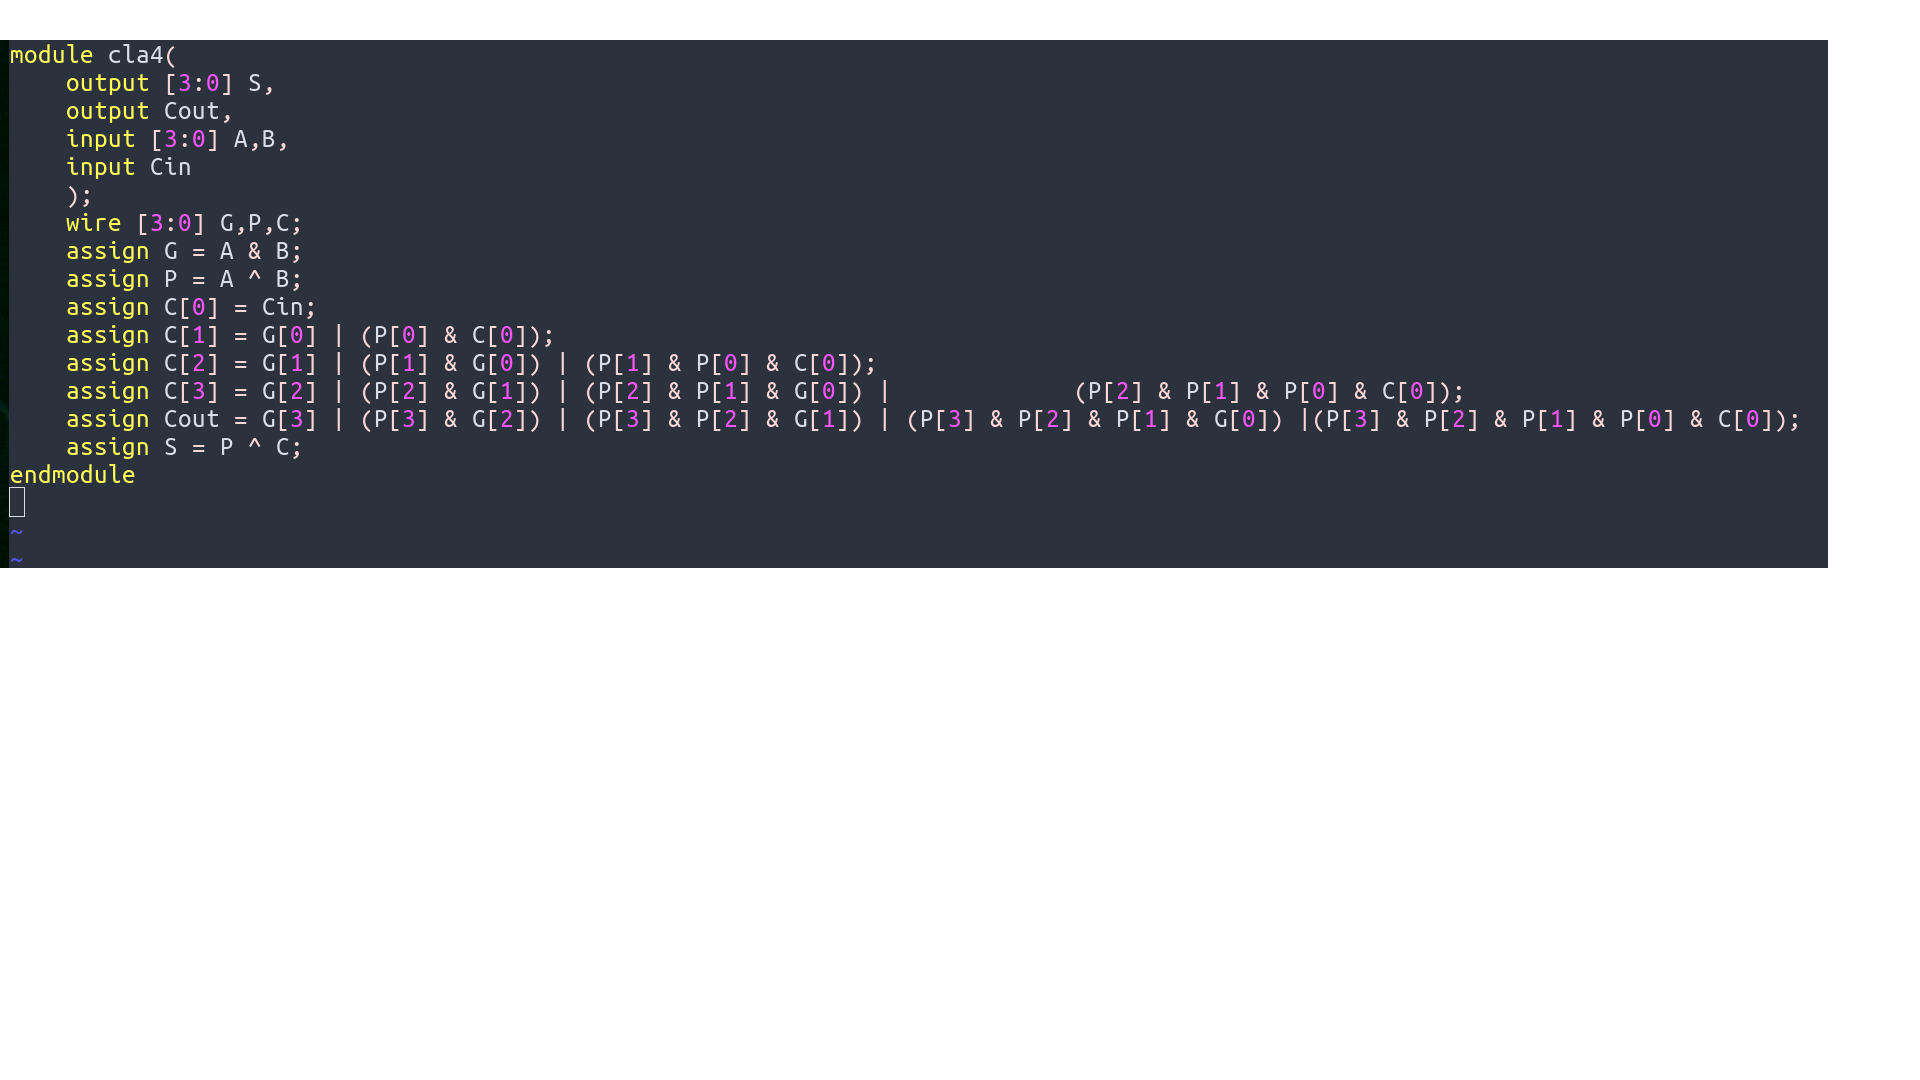 module cla4(
    output [3:0] S,
    output Cout,
    input [3:0] A,B,
    input Cin
    );
    wire [3:0] G,P,C;
    assign G = A & B;
    assign P = A ^ B;
    assign C[0] = Cin;
    assign C[1] = G[0] | (P[0] & C[0]);
    assign C[2] = G[1] | (P[1] & G[0]) | (P[1] & P[0] & C[0]);
    assign C[3] = G[2] | (P[2] & G[1]) | (P[2] & P[1] & G[0]) |             (P[2] & P[1] & P[0] & C[0]);
    assign Cout = G[3] | (P[3] & G[2]) | (P[3] & P[2] & G[1]) | (P[3] & P[2] & P[1] & G[0]) |(P[3] & P[2] & P[1] & P[0] & C[0]);
    assign S = P ^ C;
endmodule
~
~